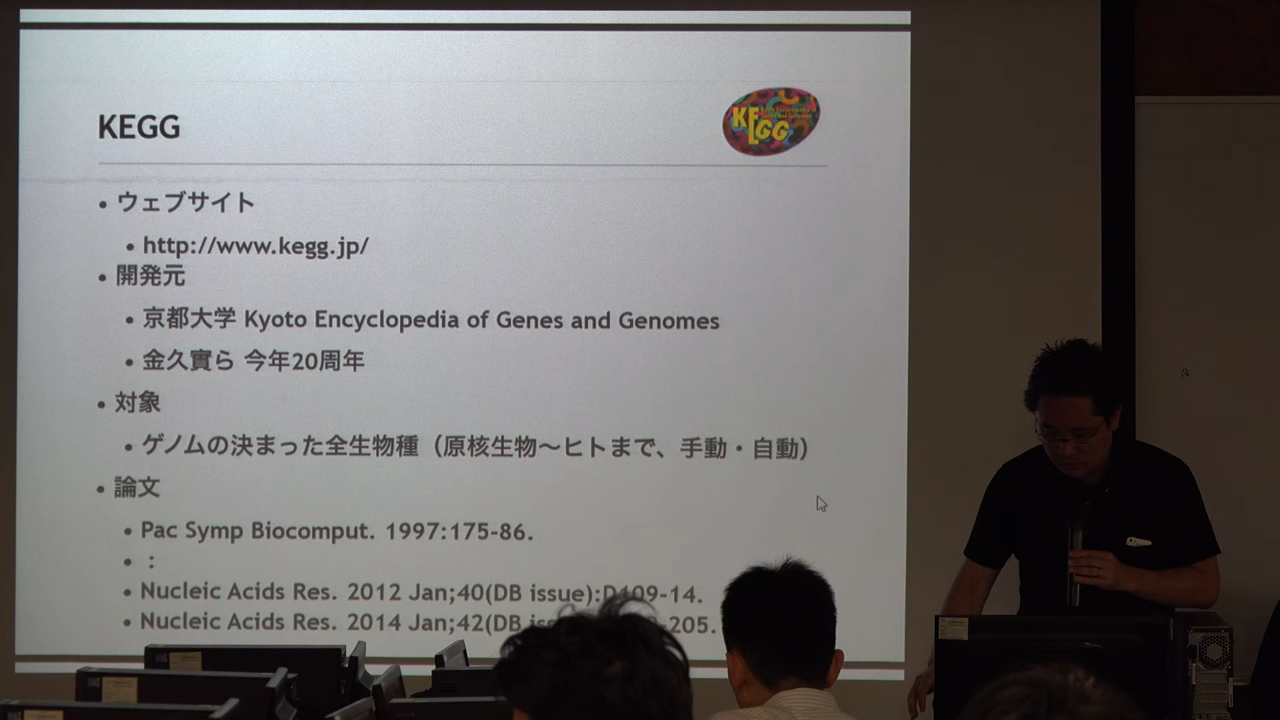 KEGG
KEGG
• ウェブサイト
• http://www.kegg.jp/
• 開発元
• 京都大学 Kyoto Encyclopedia of Genes and Genomes
• 金久實ら 今年20周年
• 対象
• ゲノムの決まった全生物種（原核生物〜ヒトまで、手動・自動）
• 論文
• Pac Symp Biocomput. 1997:175-86.
• :
• Nucleic Acids Res. 2012 Jan;40(DB issue):D109-14.
• Nucleic Acids Res. 2014 Jan;42(DB 205.